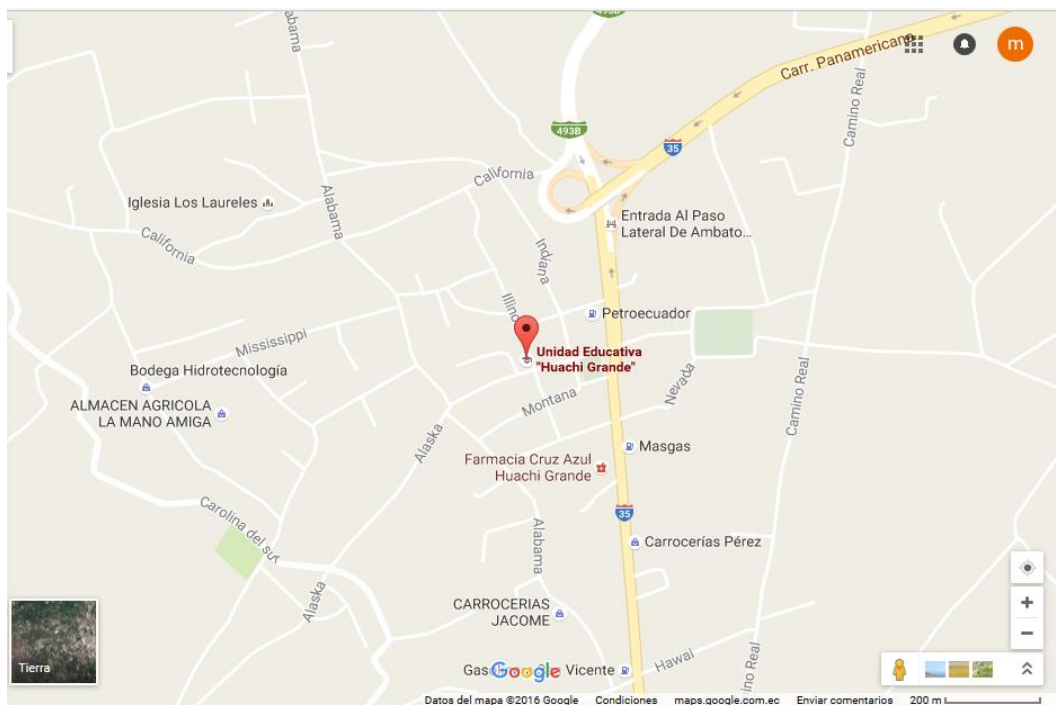 493B
Alabama
Carr. Panamericana
m
Camino Real
493B
35
California
Iglesia Los Laureles
Alabama
California
Indiana
Entrada Al Paso
Lateral De Ambato...
Petroecuador
Mississippi
Unidad Educativa
"Huachi Grande"
Bodega Hidrotecnología
Nevada
Montana
Camino Real
ALMACEN AGRICOLA
LA MANO AMIGA
Alaska
Masgas
Farmacia Cruz Azul
Huachi Grande
Carolina del sur
35
Alabama
Carrocerías Pérez
Alaska
CARROCERIAS
JACOME
Camino Real
Hawai
Tierra
Google
Vicente
Datos del mapa ©2016 Google Condiciones maps.google.com.ec Enviar comentarios 200 m